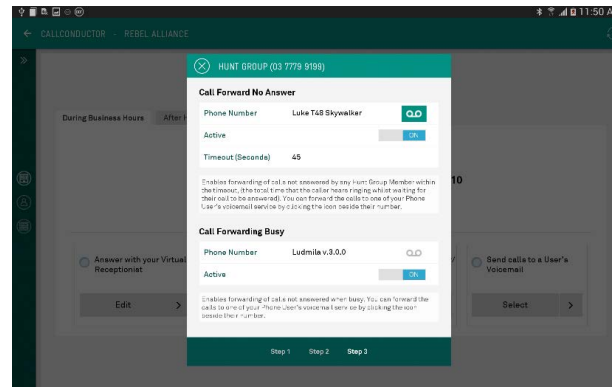 11:50 A
CALLCONDUCTOR - REBEL ALLIANCE
HUNT GROUP (03 7779 9199)
Call Forward No Answer
Phone Number Luke T48 Skywalker
Active ON
Timeout (Seconds) 45
Enables forwarding of calls not answered by any Hunt Group Member within
the timeout, (the total time that the caller hears ringing whilst waiting for
their call to be answered). You can forward the calls to one of your Phone
User's voicemail service by clicking the icon beside their number.
Call Forwarding Busy
Phone Number Ludmila v.3.0.0
Active ON
Enables forwarding of calls not answered when busy. You can forward the
calls to one of your Phone User's voicemail service by clicking the icon
beside their number.
Step 1 Step 2 Step 3
During Business Hours After H
10
Answer with your Virtual
Receptionist
Edit
Send calls to a User's
Voicemail
Select